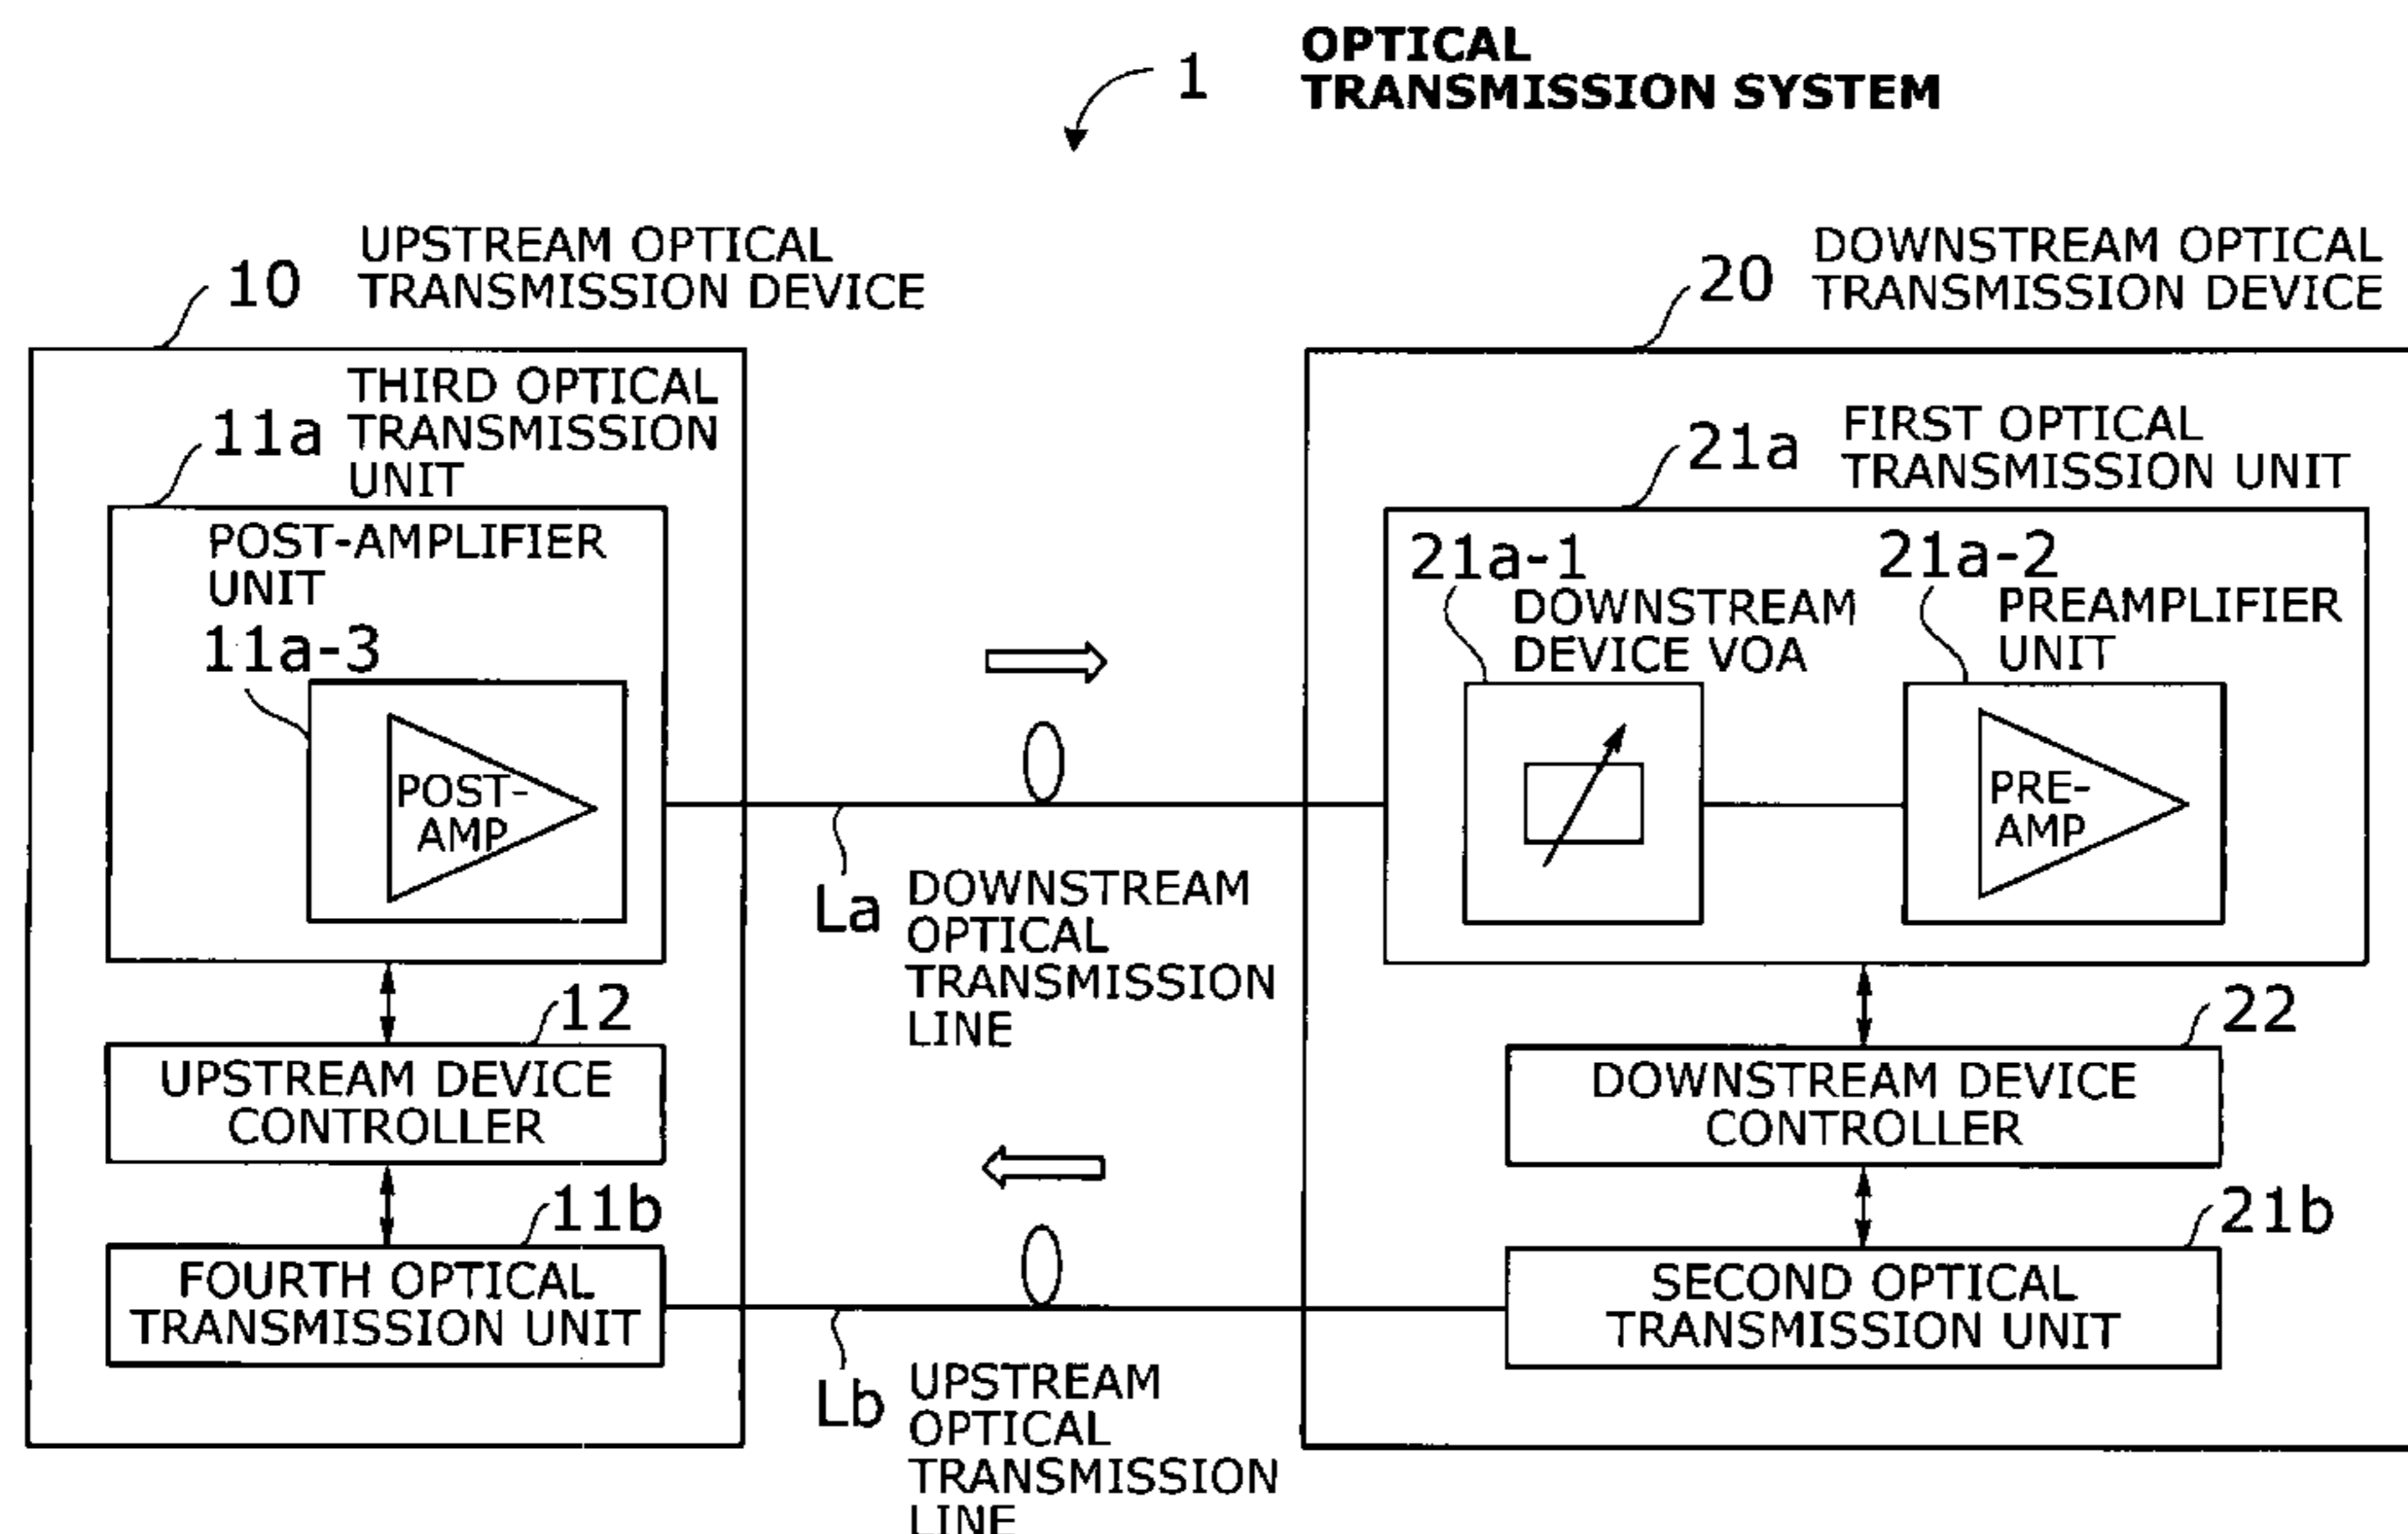 1
OPTICAL
TRANSMISSION SYSTEM
10
UPSTREAM OPTICAL
TRANSMISSION DEVICE
20
DOWNSTREAM OPTICAL
TRANSMISSION DEVICE
11a
THIRD OPTICAL
TRANSMISSION
UNIT
POST-AMPLIFIER
UNIT
11a-3
POST-
AMP
21a
FIRST OPTICAL
TRANSMISSION UNIT
21a-1
DOWNSTREAM
DEVICE VOA
21a-2
PREAMPLIFIER
UNIT
PRE-
AMP
La
DOWNSTREAM
OPTICAL
TRANSMISSION
LINE
12
UPSTREAM DEVICE
CONTROLLER
22
DOWNSTREAM DEVICE
CONTROLLER
11b
FOURTH OPTICAL
TRANSMISSION UNIT
21b
SECOND OPTICAL
TRANSMISSION UNIT
Lb
UPSTREAM
OPTICAL
TRANSMISSION
LINE